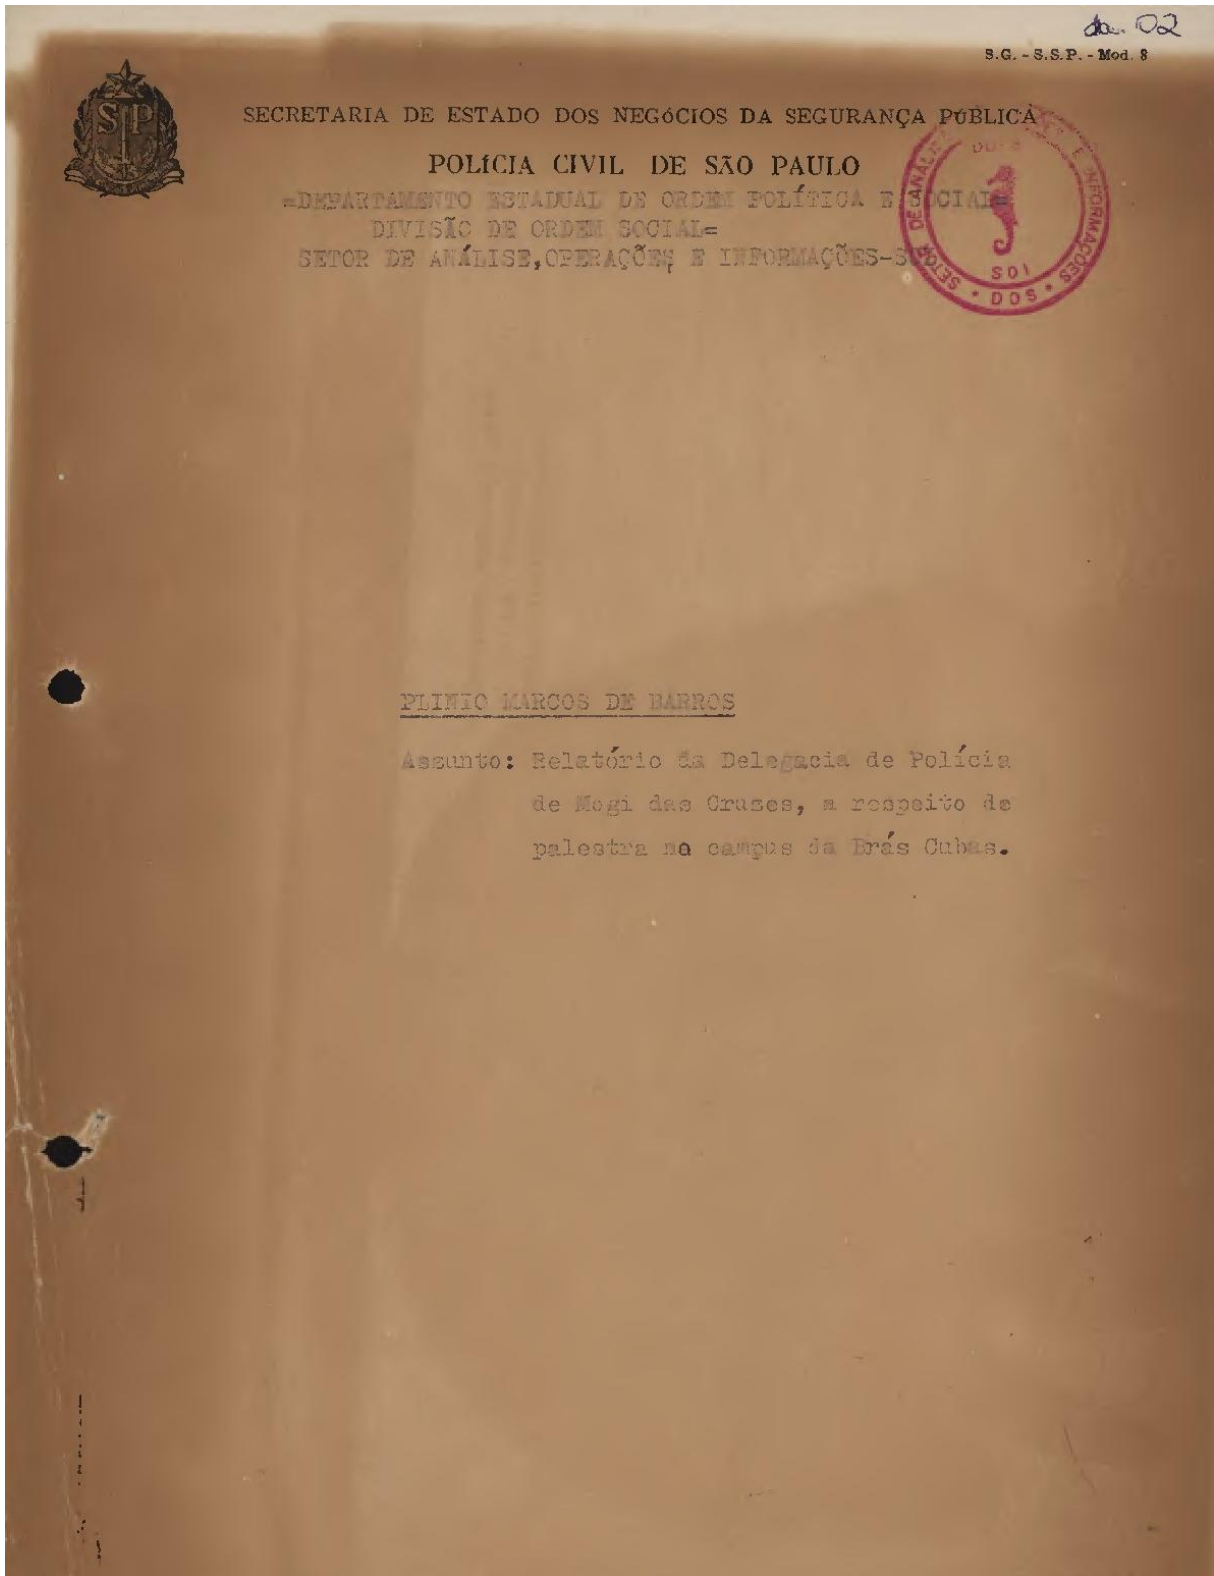 02
S.G. - S.S.P. - Mod. 8
SP
SECRETARIA DE ESTADO DOS NEGÓCIOS DA SEGURANÇA PÚBLICA
POLÍCIA CIVIL DE SÃO PAULO
=DEPARTAMENTO ESTADUAL DE ORDEM POLÍTICA E SOCIAL=
DIVISÃO DE ORDEM SOCIAL=
SETOR DE ANÁLISE,OPERAÇÕES E INFORMAÇÕES-
SETOR DE ANÁLISE E INFORMAÇÕES
SOI
DOS
PLINIO MARCOS DE BARROS
Assunto: Relatório da Delegacia de Polícia
de Mogi das Cruzes, a respeito de
palestra no campus da Brás Cubas.